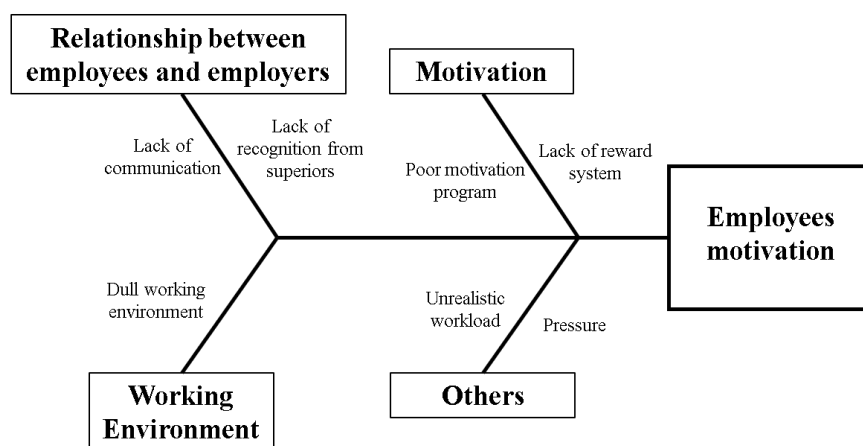 Relationship between
employees and employers
Motivation
Lack of
communication
Lack of
recognition from
superiors
Poor motivation
program
Lack of reward
system
Employees
motivation
Dull working
environment
Unrealistic
workload
Pressure
Working
Environment
Others